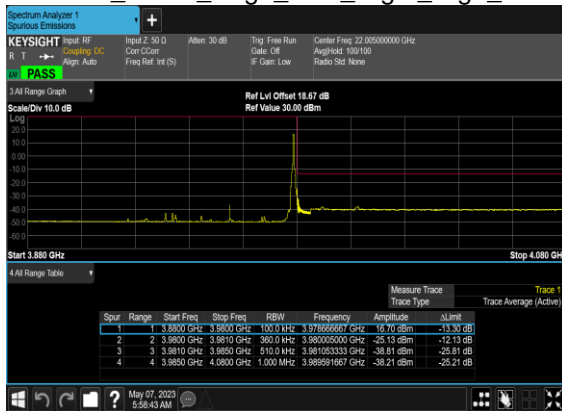 Spectrum Analyzer 1
Spurious Emissions
KEYSIGHT Input: RF Input Z: 50 Ω Atten: 30 dB Trig: Free Run Center Freq: 22.005000000 GHz
R T Coupling: DC Corr CCorr Gate: Off Avg|Hold: 100/100
Align: Auto Freq Ref: Int (S) IF Gain: Low Radio Std: None
PASS
3 All Range Graph
Ref Lvl Offset 18.67 dB
Scale/Div 10.0 dB Ref Value 30.00 dBm
Log
20.0
10.0
0.00
-10.0
-20.0
-30.0
-40.0
-50.0
-60.0
Start 3.880 GHz Stop 4.080 GH
4 All Range Table
Measure Trace Trace 1
Trace Type Trace Average (Active)
Spur Range Start Freq Stop Freq RBW Frequency Amplitude ΔLimit
1 1 3.8800 GHz 3.9800 GHz 100.0 kHz 3.978666667 GHz 16.70 dBm -13.30 dB
2 2 3.9800 GHz 3.9810 GHz 360.0 kHz 3.980005000 GHz -25.13 dBm -12.13 dB
3 3 3.9810 GHz 3.9850 GHz 510.0 kHz 3.981053333 GHz -38.81 dBm -25.81 dB
4 4 3.9850 GHz 4.0800 GHz 1.000 MHz 3.989591667 GHz -38.21 dBm -25.21 dB
May 07, 2023
5:58:43 AM